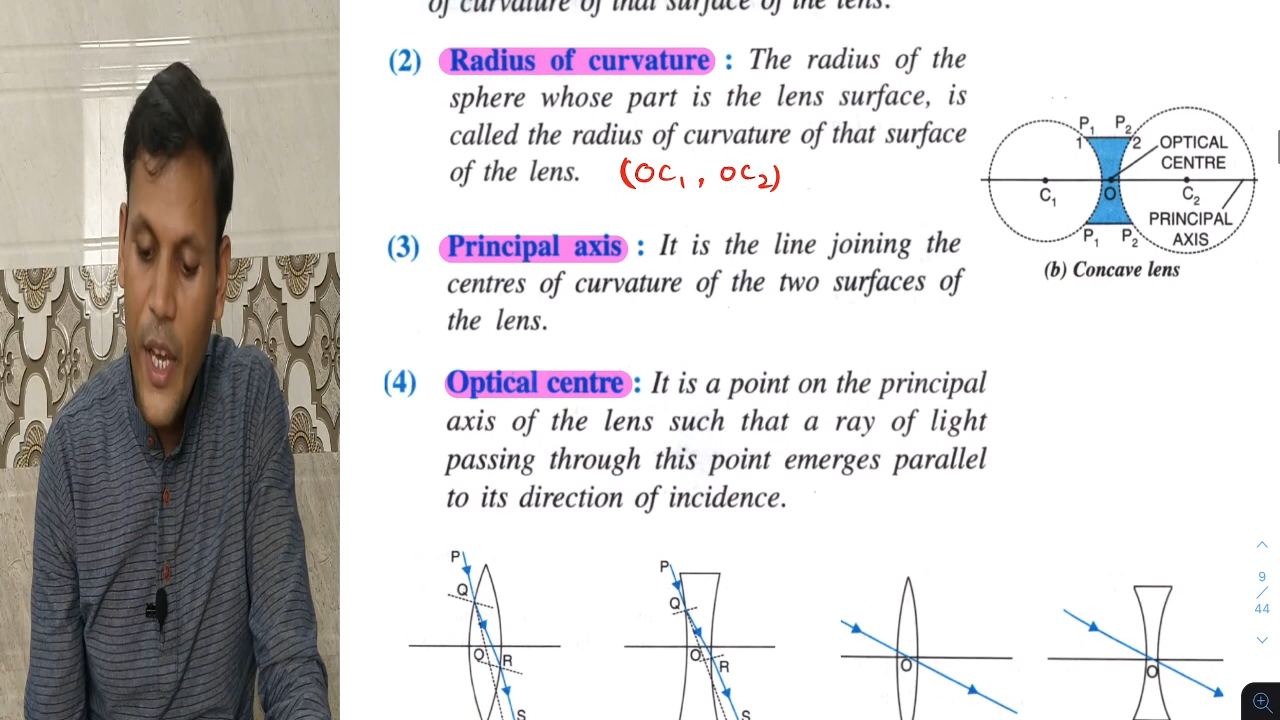 of curvature of that surface of the lens.
(2) Radius of curvature : The radius of the
sphere whose part is the lens surface, is
called the radius of curvature of that surface
of the lens. (OC₁ , OC₂)
P₁ P₂
1 2 OPTICAL
CENTRE
C₁ O C₂
PRINCIPAL
AXIS
P₁ P₂
(b) Concave lens
(3) Principal axis : It is the line joining the
centres of curvature of the two surfaces of
the lens.
(4) Optical centre : It is a point on the principal
axis of the lens such that a ray of light
passing through this point emerges parallel
to its direction of incidence.
P
Q
O R
S
P
Q
O R
S
O
O
9
/
44